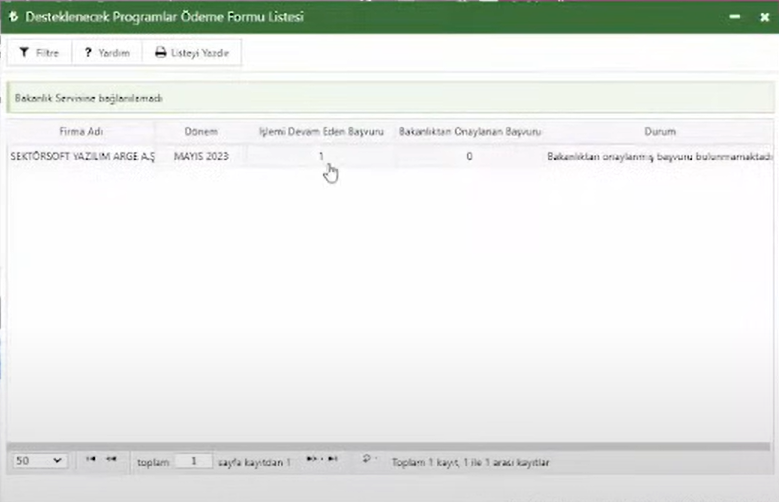 Desteklenecek Programlar Ödeme Formu Listesi
Filtre ? Yardım Listeyi Yazdır
Bakanlık Servisine bağlanılamadı
Firma Adı Dönem İşlemi Devam Eden Başvuru Bakanlıktan Onaylanan Başvuru Durum
SEKTÖRSOFT YAZILIM ARGE A.Ş MAYIS 2023 1 0 Bakanlıktan onaylanmış başvuru bulunmamaktadı
50 toplam 1 sayfa kayıtdan 1 Toplam 1 kayıt, 1 ile 1 arası kayıtlar